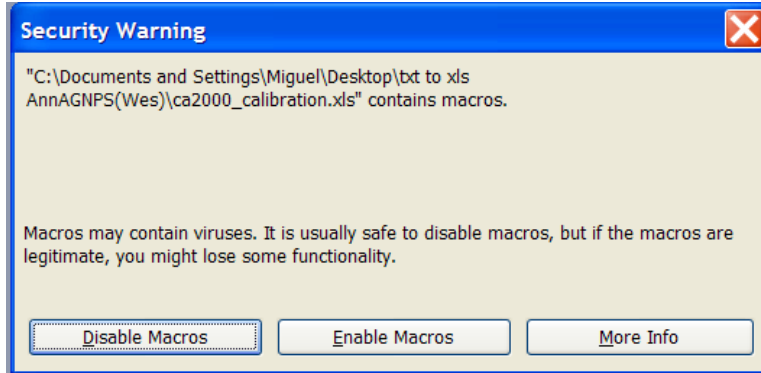 Security Warning
"C:\Documents and Settings\Miguel\Desktop\txt to xls
AnnAGNPS(Wes)\ca2000_calibration.xls" contains macros.
Macros may contain viruses. It is usually safe to disable macros, but if the macros are
legitimate, you might lose some functionality.
Disable Macros
Enable Macros
More Info